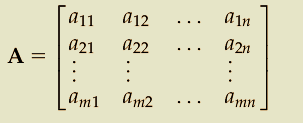 a₁₁ a₁₂ … a₁ₙ
a₂₁ a₂₂ … a₂ₙ
A = ⋮ ⋮ ⋮
aₘ₁ aₘ₂ … aₘₙ